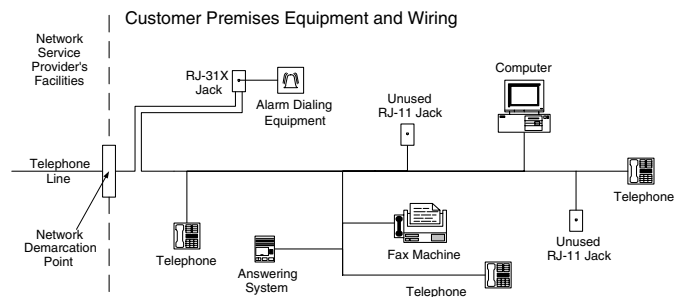 Customer Premises Equipment and Wiring
Network
Service
Provider's
Facilities
RJ-31X
Jack
Alarm Dialing
Equipment
Unused
RJ-11 Jack
Computer
Telephone
Line
Telephone
Network
Demarcation
Point
Telephone
Answering
System
Fax Machine
Telephone
Unused
RJ-11 Jack